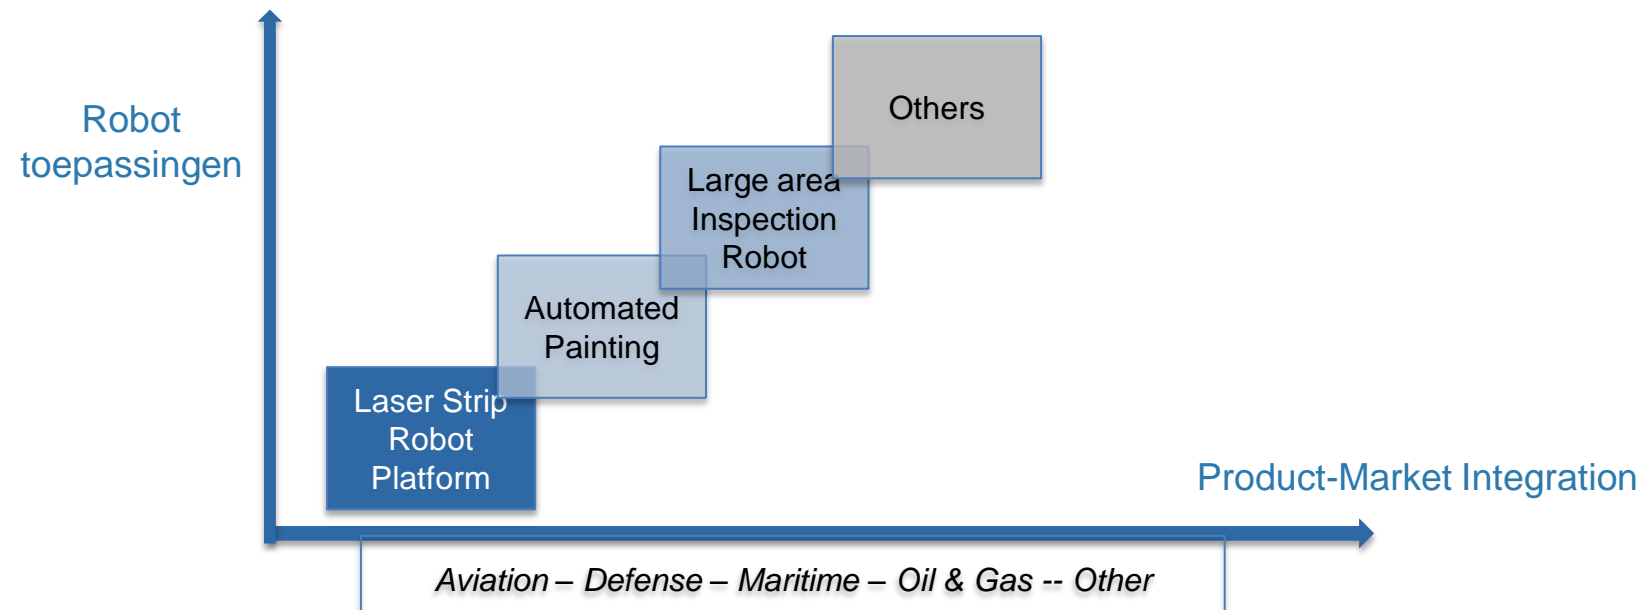 Robot
toepassingen
Others
Large area
Inspection
Robot
Automated
Painting
Laser Strip
Robot
Platform
Product-Market Integration
Aviation – Defense – Maritime – Oil & Gas -- Other